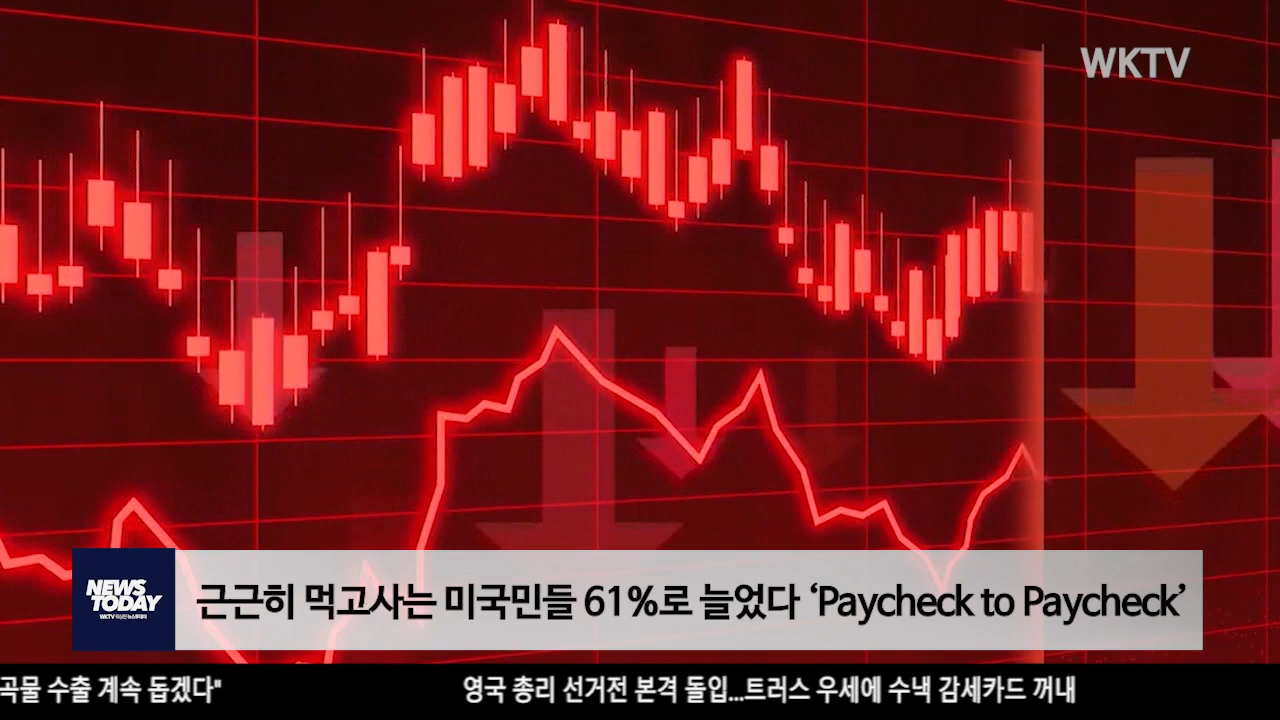 WKTV
NEWS
TODAY
근근히 먹고사는 미국민들 61%로 늘었다 ‘Paycheck to Paycheck’
곡물 수출 계속 돕겠다"
영국 총리 선거전 본격 돌입...트러스 우세에 수낵 감세카드 꺼내